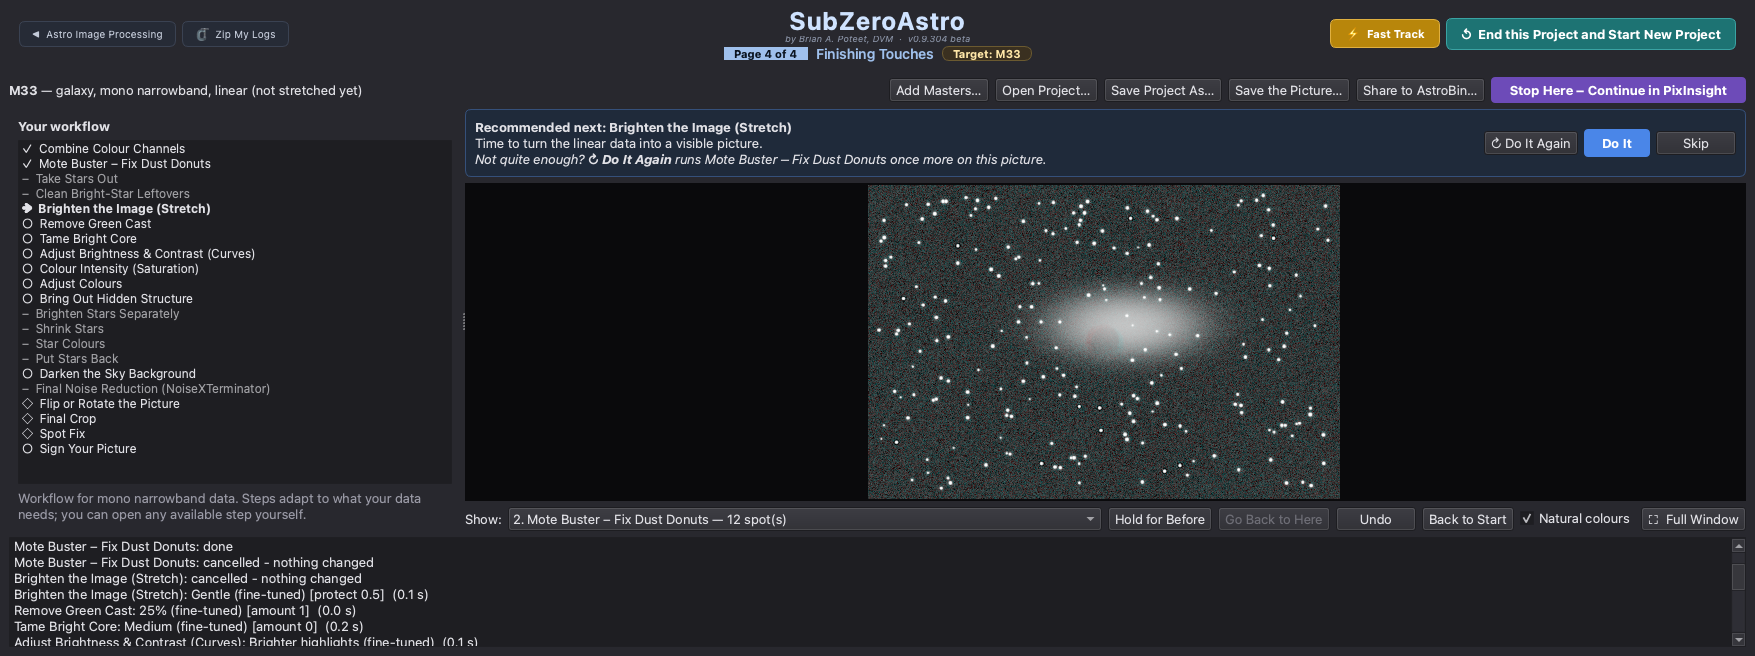 ◄ Astro Image Processing
Zip My Logs
SubZeroAstro
by Brian A. Poteet, DVM · v0.9.304 beta
Page 4 of 4 Finishing Touches Target: M33
⚡ Fast Track
↺ End this Project and Start New Project
M33 — galaxy, mono narrowband, linear (not stretched yet)
Add Masters...
Open Project...
Save Project As...
Save the Picture...
Share to AstroBin...
Stop Here – Continue in PixInsight
Your workflow
✓ Combine Colour Channels
✓ Mote Buster – Fix Dust Donuts
– Take Stars Out
– Clean Bright-Star Leftovers
Brighten the Image (Stretch)
○ Remove Green Cast
○ Tame Bright Core
○ Adjust Brightness & Contrast (Curves)
○ Colour Intensity (Saturation)
○ Adjust Colours
○ Bring Out Hidden Structure
– Brighten Stars Separately
– Shrink Stars
– Star Colours
– Put Stars Back
○ Darken the Sky Background
– Final Noise Reduction (NoiseXTerminator)
◇ Flip or Rotate the Picture
◇ Final Crop
◇ Spot Fix
○ Sign Your Picture
Workflow for mono narrowband data. Steps adapt to what your data
needs; you can open any available step yourself.
Recommended next: Brighten the Image (Stretch)
Time to turn the linear data into a visible picture.
Not quite enough? ↻ Do It Again runs Mote Buster – Fix Dust Donuts once more on this picture.
↻ Do It Again
Do It
Skip
Show: 2. Mote Buster – Fix Dust Donuts — 12 spot(s)
Hold for Before
Go Back to Here
Undo
Back to Start
✓ Natural colours
Full Window
Mote Buster – Fix Dust Donuts: done
Mote Buster – Fix Dust Donuts: cancelled - nothing changed
Brighten the Image (Stretch): cancelled - nothing changed
Brighten the Image (Stretch): Gentle (fine-tuned) [protect 0.5] (0.1 s)
Remove Green Cast: 25% (fine-tuned) [amount 1] (0.0 s)
Tame Bright Core: Medium (fine-tuned) [amount 0] (0.2 s)
Adjust Brightness & Contrast (Curves): Brighter highlights (fine-tuned) (0.1 s)